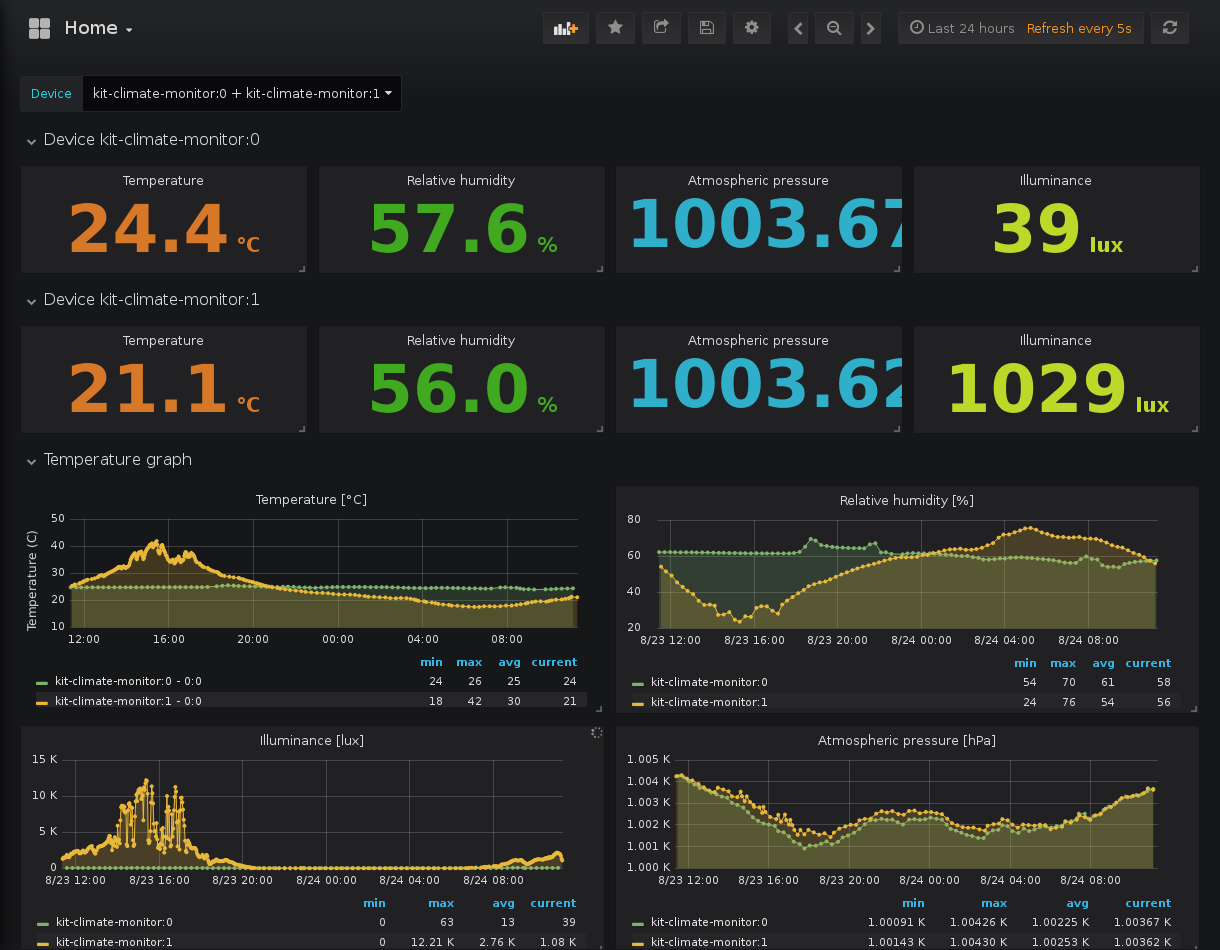 Home
Last 24 hours Refresh every 5s
Device kit-climate-monitor:0 + kit-climate-monitor:1
Device kit-climate-monitor:0
Temperature Relative humidity Atmospheric pressure Illuminance
24.4 °C 57.6 % 1003.67 39 lux
Device kit-climate-monitor:1
Temperature Relative humidity Atmospheric pressure Illuminance
21.1 °C 56.0 % 1003.62 1029 lux
Temperature graph
Temperature [°C]
Temperature (C)
50
40
30
20
10
12:00 16:00 20:00 00:00 04:00 08:00
min max avg current
kit-climate-monitor:0 - 0:0 24 26 25 24
kit-climate-monitor:1 - 0:0 18 42 30 21
Relative humidity [%]
80
60
40
20
8/23 12:00 8/23 16:00 8/23 20:00 8/24 00:00 8/24 04:00 8/24 08:00
min max avg current
kit-climate-monitor:0 54 70 61 58
kit-climate-monitor:1 24 76 54 56
Illuminance [lux]
15 K
10 K
5 K
0
8/23 12:00 8/23 16:00 8/23 20:00 8/24 00:00 8/24 04:00 8/24 08:00
min max avg current
kit-climate-monitor:0 0 63 13 39
kit-climate-monitor:1 0 12.21 K 2.76 K 1.08 K
Atmospheric pressure [hPa]
1.005 K
1.004 K
1.003 K
1.002 K
1.001 K
1.000 K
8/23 12:00 8/23 16:00 8/23 20:00 8/24 00:00 8/24 04:00 8/24 08:00
min max avg current
kit-climate-monitor:0 1.00091 K 1.00426 K 1.00225 K 1.00367 K
kit-climate-monitor:1 1.00143 K 1.00430 K 1.00253 K 1.00362 K